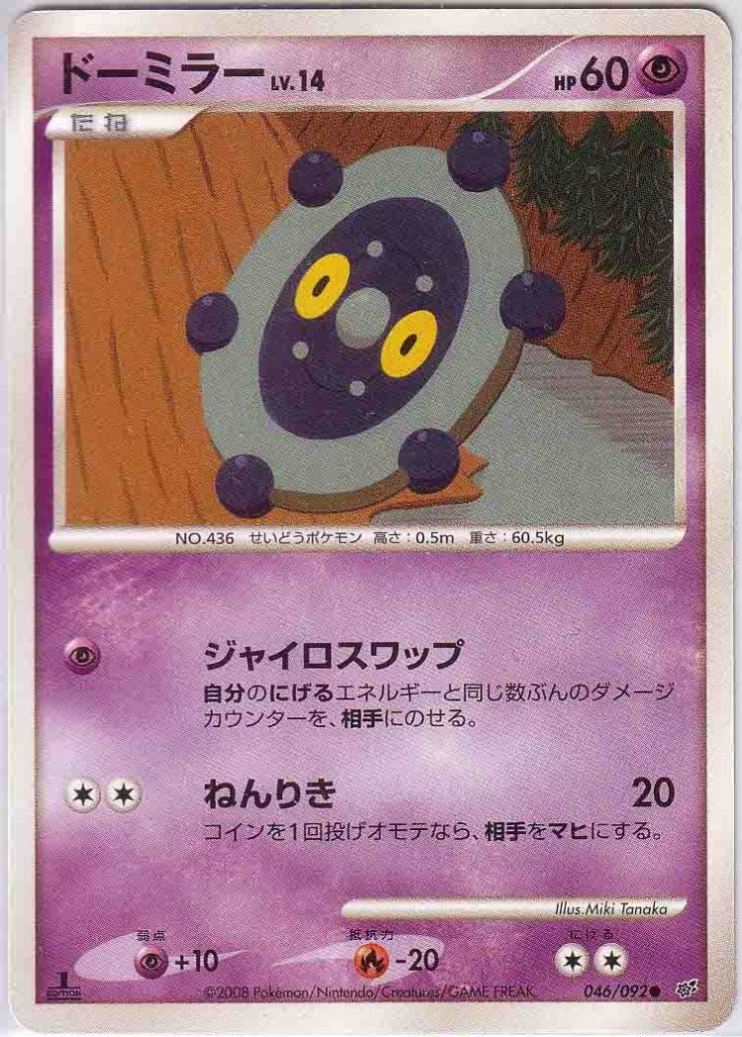 ドーミラー LV.14 HP60
たね
NO.436 せいどうポケモン 高さ:0.5m 重さ:60.5kg
ジャイロスワップ
自分のにげるエネルギーと同じ数ぶんのダメージ
カウンターを、相手にのせる。
ねんりき 20
コインを1回投げオモテなら、相手をマヒにする。
Illus.Miki Tanaka
弱点 抵抗力 にげる
+10 -20
1 EDITION
©2008 Pokémon/Nintendo/Creatures/GAME FREAK. 046/092